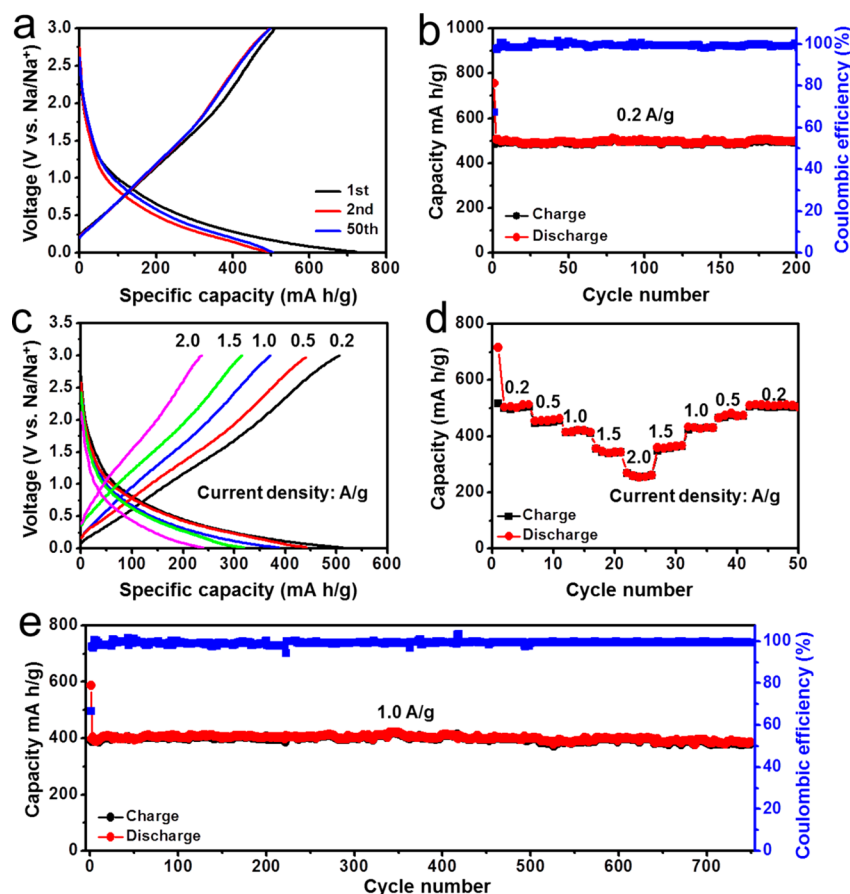 a
3.0
2.5
2.0
1.5
1.0
0.5
0.0
Voltage (V vs. Na/Na⁺)
1st
2nd
50th
0 200 400 600 800
Specific capacity (mA h/g)
b
1000
800
600
400
200
0
Capacity mA h/g)
0.2 A/g
Charge
Discharge
100
80
60
40
20
0
Coulombic efficiency (%)
50 100 150 200
Cycle number
c
3.5
3.0
2.5
2.0
1.5
1.0
0.5
0.0
Voltage (V vs. Na/Na⁺)
2.0 1.5 1.0 0.5 0.2
Current density: A/g
0 100 200 300 400 500 600
Specific capacity (mA h/g)
d
800
600
400
200
0
Capacity (mA h/g)
0.2
0.5
1.0
1.5
2.0
1.5
1.0
0.5
0.2
Current density: A/g
Charge
Discharge
0 10 20 30 40 50
Cycle number
e
800
600
400
200
0
Capacity mA h/g)
1.0 A/g
Charge
Discharge
100
80
60
40
20
0
Coulombic efficiency (%)
0 100 200 300 400 500 600 700
Cycle number